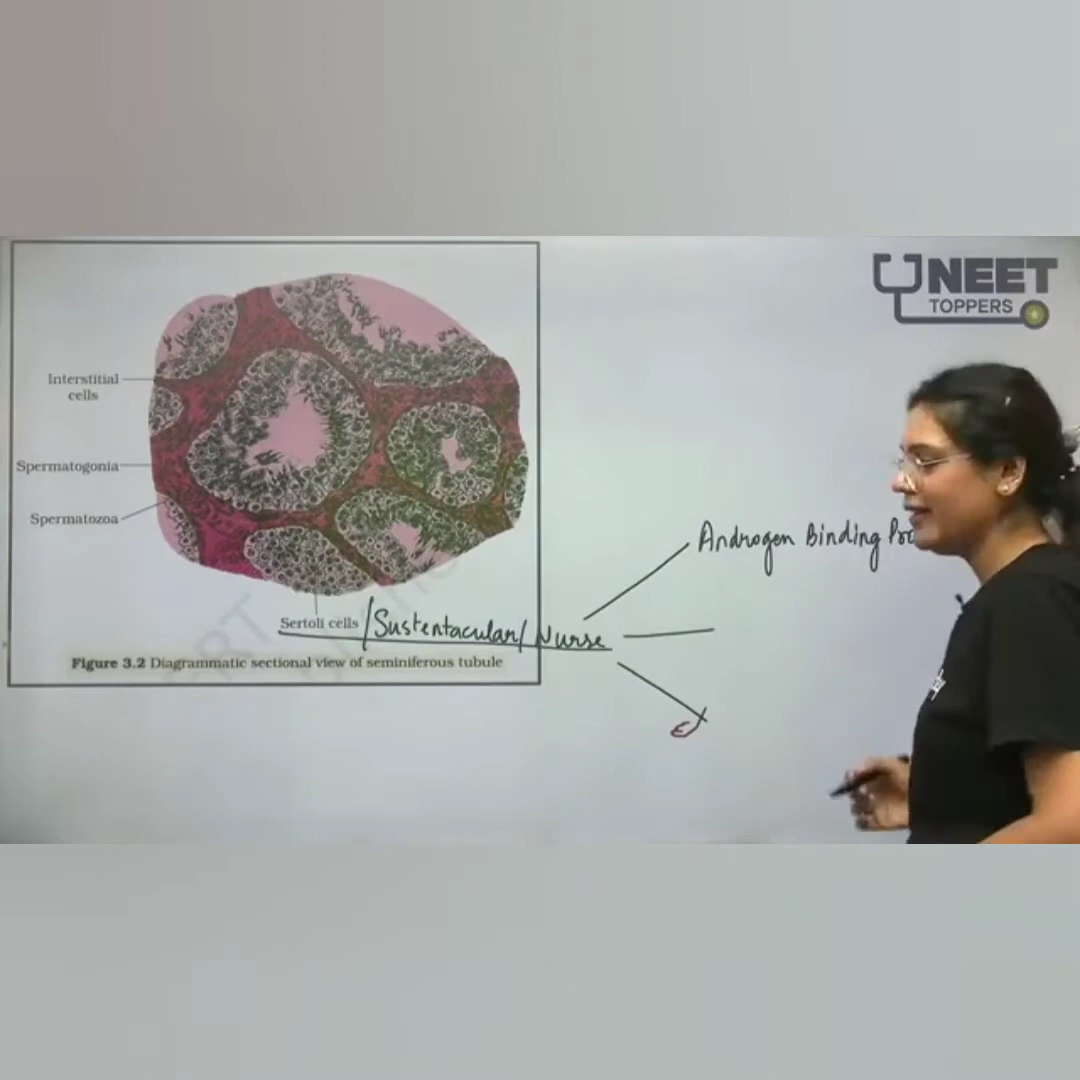 NEET
TOPPERS
Interstitial
cells
Spermatogonia
Spermatozoa
Androgen Binding
Sertoli cells /Sustentacular/ Nurse
Figure 3.2 Diagrammatic sectional view of seminiferous tubule